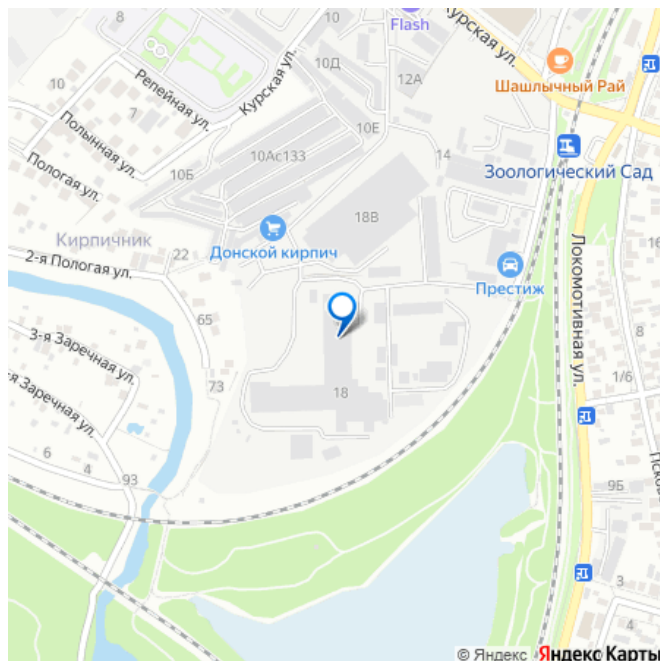 Flash
Курская ул.
10Д
12А
Шашлычный Рай
10
7
Репейная ул.
Курская ул.
Полынная ул.
10Е
10Ас133
14
Пологая ул.
10Б
Зоологический Сад
18В
Кирпичник
22
Донской кирпич
2-я Пологая ул.
Престиж
Локомотивная ул.
16
65
8
3-я Заречная ул.
73
1/6
18
я Заречная ул.
6
4
93
9Б
Псков
3
4
© Яндекс Яндекс Карты